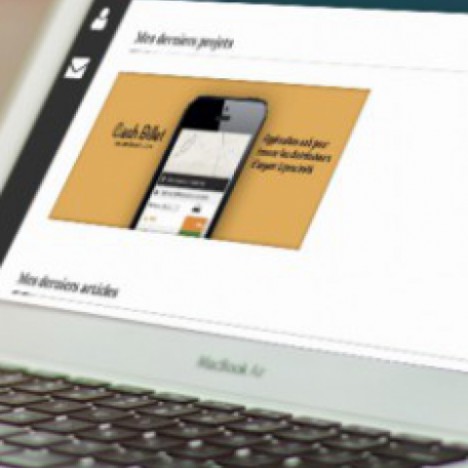 Mes derniers projets
Cash Billet
Application web pour
trouver les distributeurs
d'argent à proximité
Mes derniers articles
MacBook Air